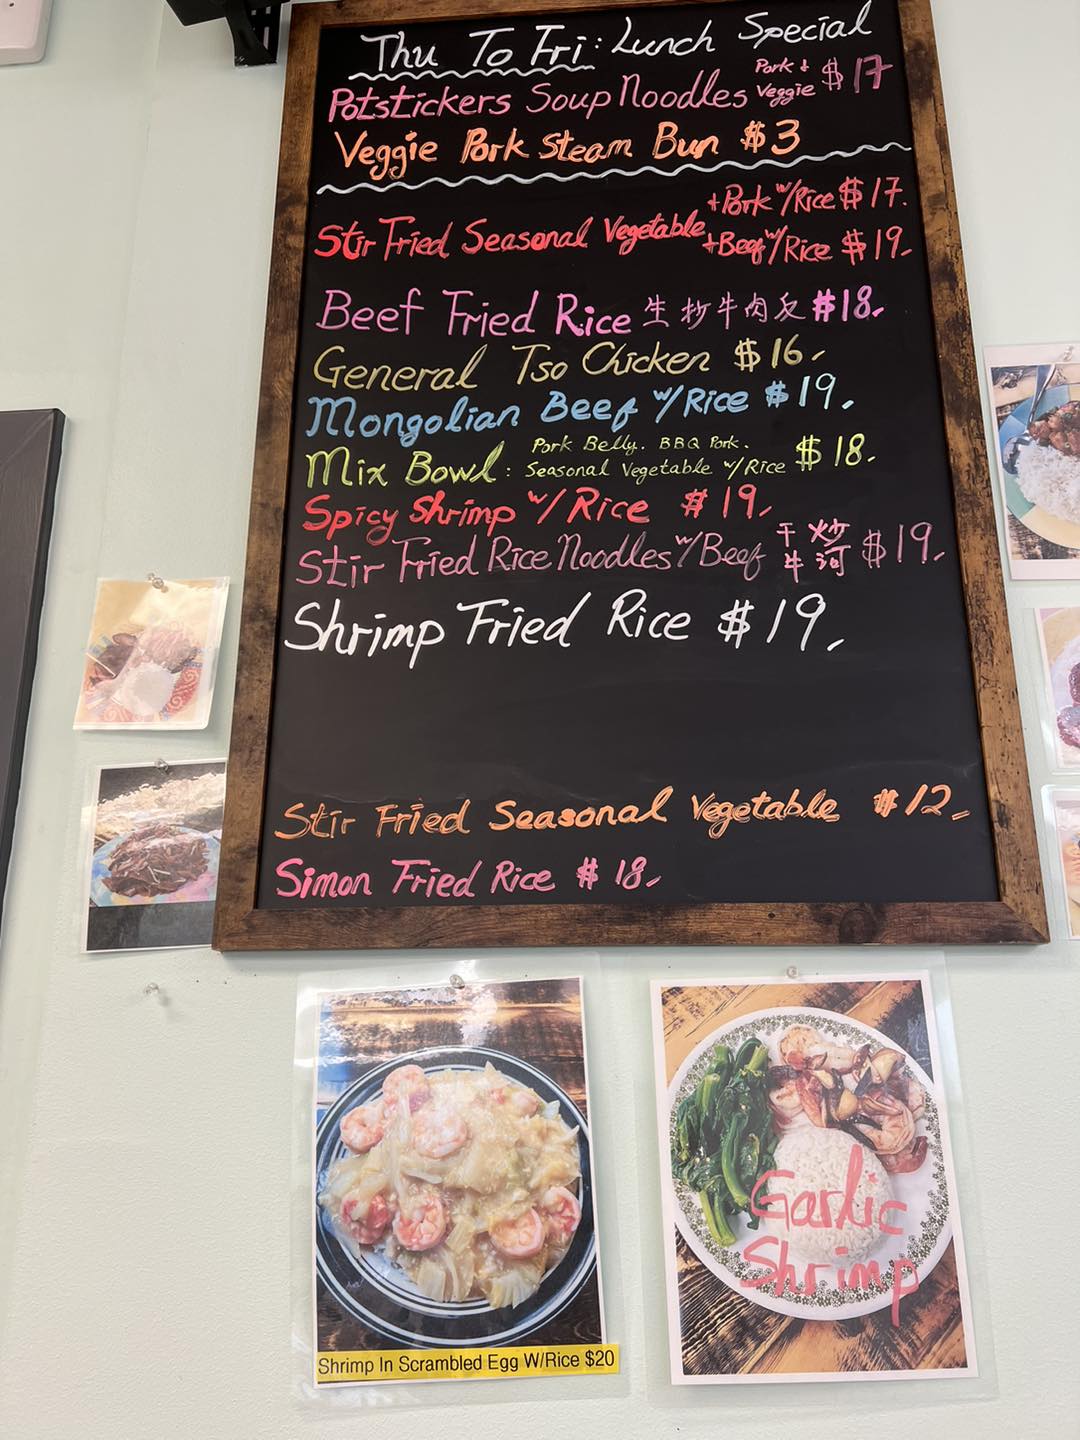 Thu To Fri: Lunch Special
Potstickers Soup Noodles Pork & Veggie $17
Veggie Pork Steam Bun $3
Stir Fried Seasonal Vegetable +Pork w/Rice $17.
+Beef w/Rice $19.
Beef Fried Rice 生炒牛肉反 $18.
General Tso Chicken $16.
Mongolian Beef w/Rice $19.
Mix Bowl: Pork Belly. BBQ Pork.
Seasonal Vegetable w/Rice $18.
Spicy Shrimp w/Rice $19.
Stir Fried Rice Noodles w/Beef 干炒牛河 $19.
Shrimp Fried Rice $19.
Stir Fried Seasonal Vegetable $12.
Simon Fried Rice $18.
Shrimp In Scrambled Egg W/Rice $20
Garlic
Shrimp